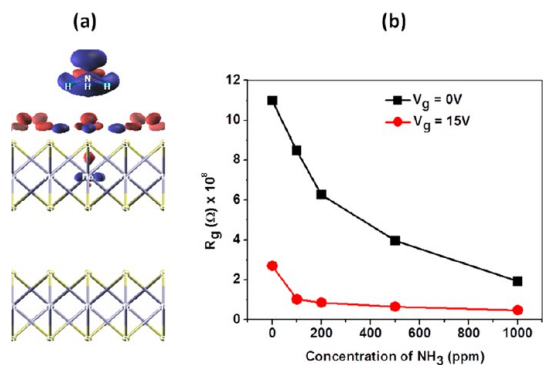 (a)
(b)
N
H H H
12
10
8
6
4
2
0
R_g (Ω) x 10^8
V_g = 0V
V_g = 15V
0 200 400 600 800 1000
Concentration of NH_3 (ppm)